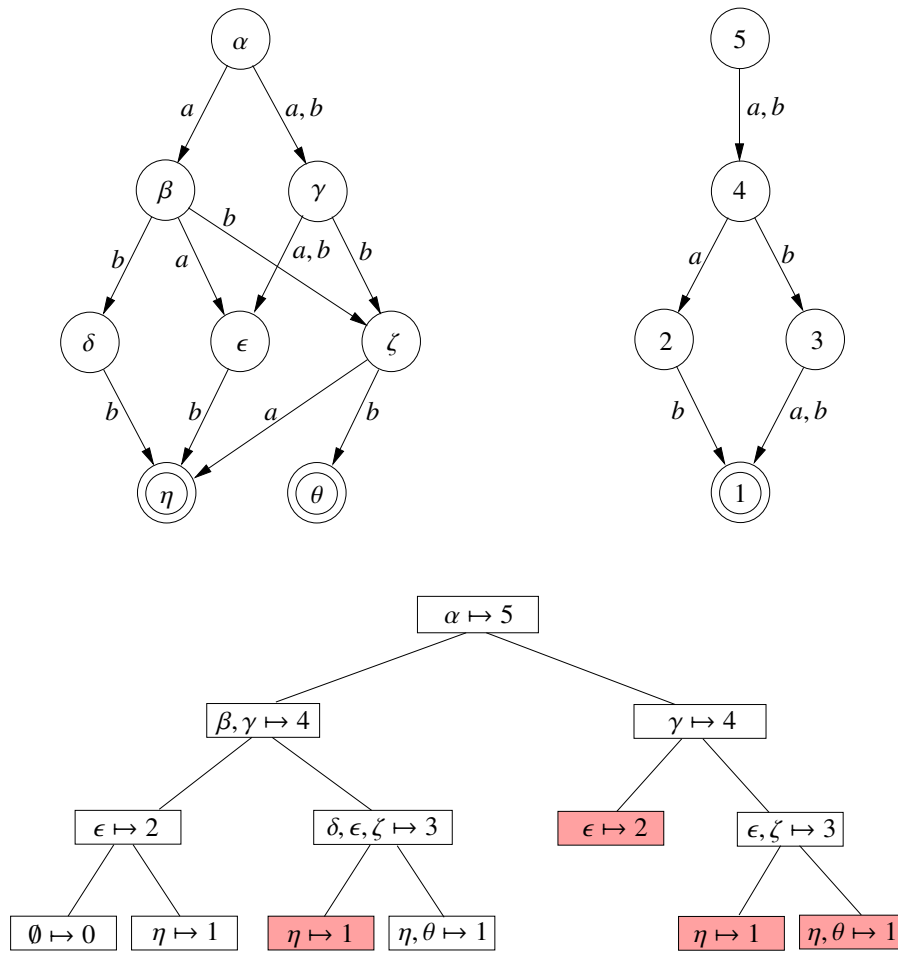 α 5
a a, b a, b
β γ 4
b a b a, b b a b
δ ϵ ζ 2 3
b b a b b a, b
η θ 1
α ↦ 5
β, γ ↦ 4 γ ↦ 4
ϵ ↦ 2 δ, ϵ, ζ ↦ 3 ϵ ↦ 2 ϵ, ζ ↦ 3
∅ ↦ 0 η ↦ 1 η ↦ 1 η, θ ↦ 1 η ↦ 1 η, θ ↦ 1